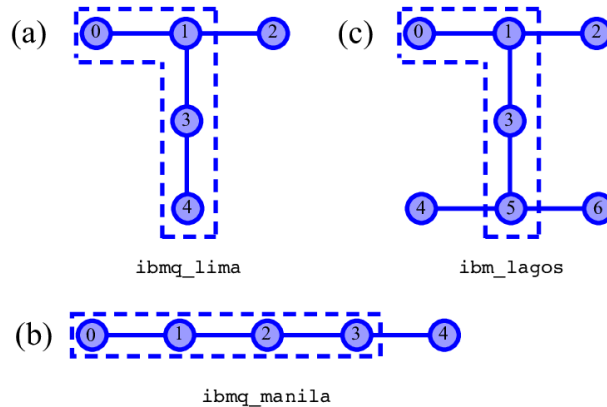 (a)
0 1 2
3
4
ibmq_lima
(c)
0 1 2
3
4 5 6
ibm_lagos
(b)
0 1 2 3 4
ibmq_manila